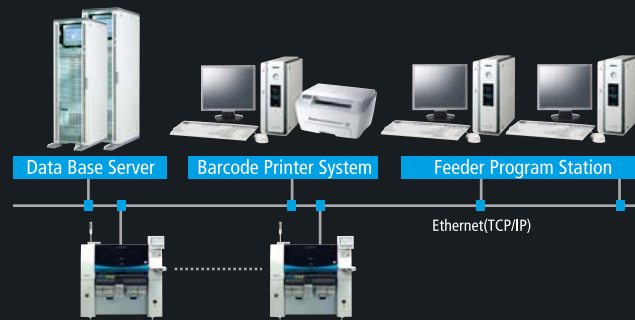 Data Base Server
Barcode Printer System
Feeder Program Station
Ethernet(TCP/IP)